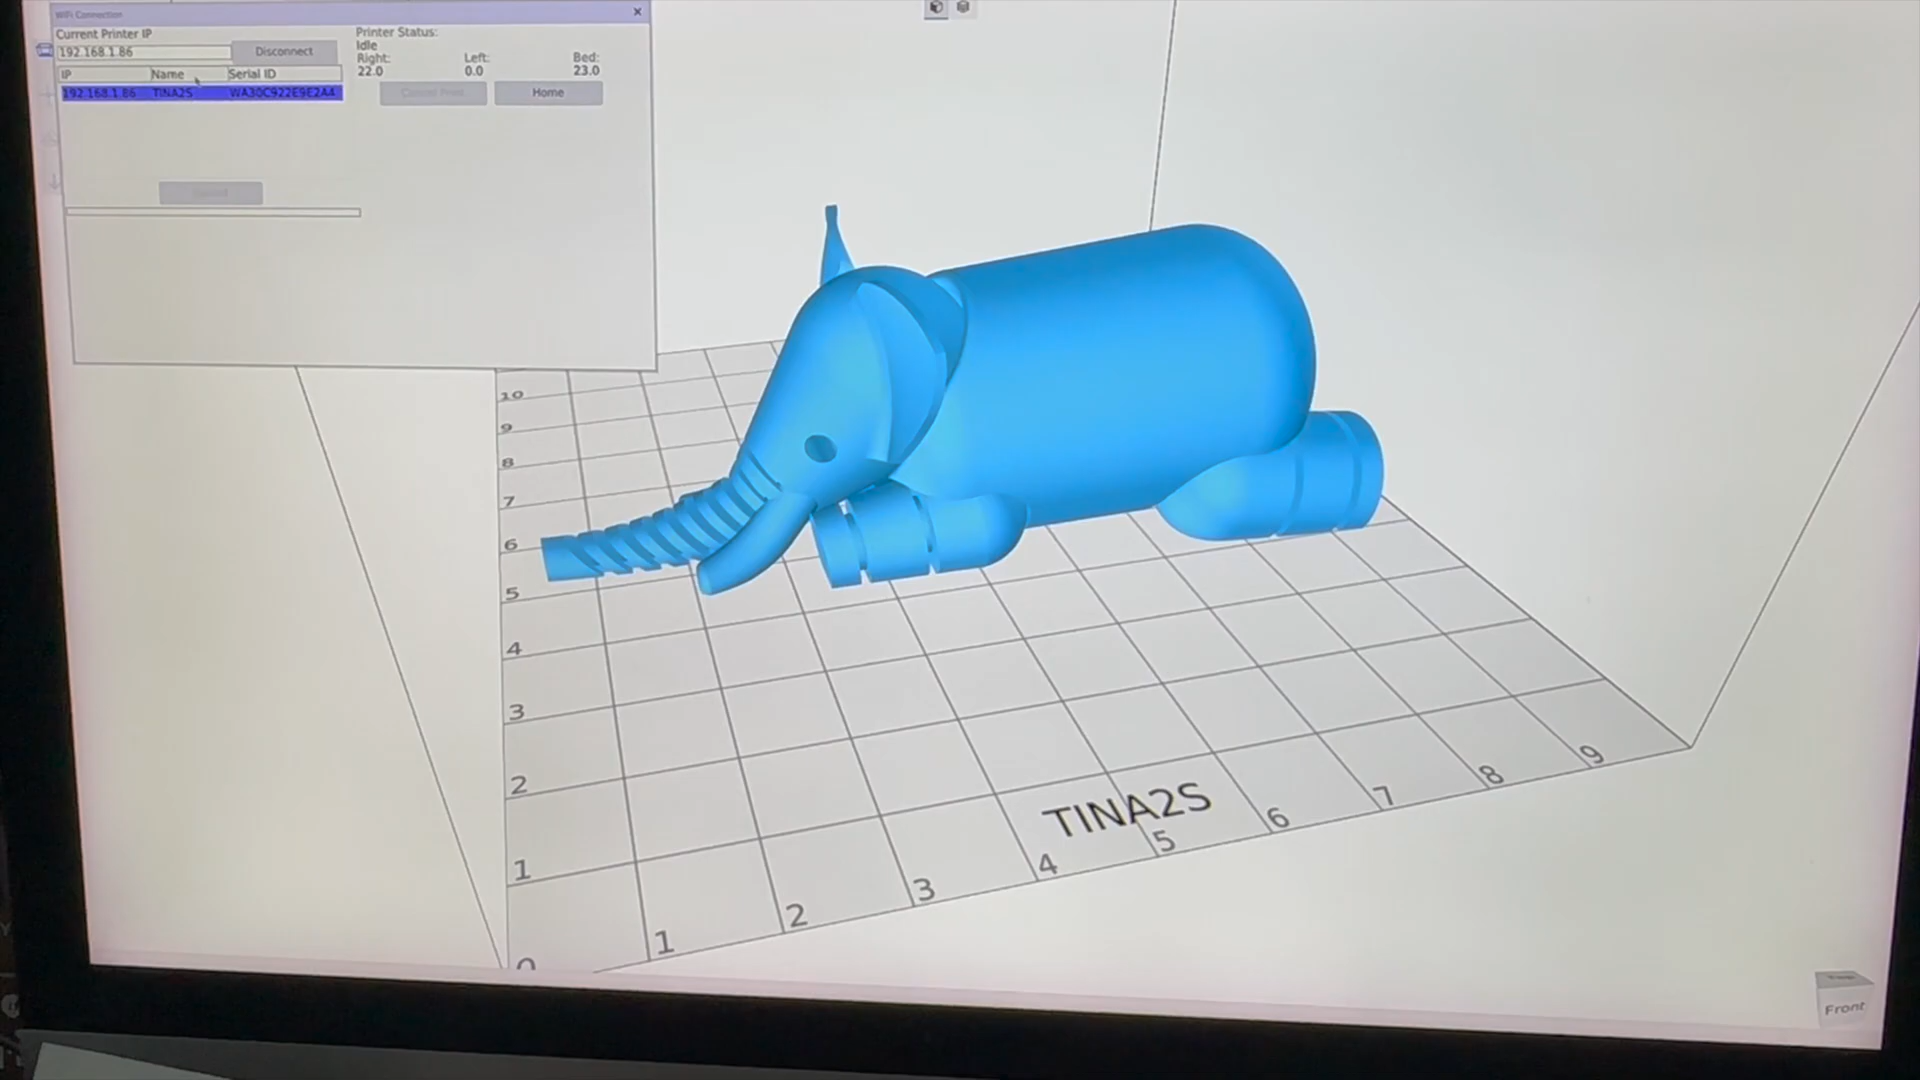 WiFi Connection
Current Printer IP
192.168.1.86
Disconnect
IP Name Serial ID
192.168.1.86 TINA2S WA30C922E9E2A4
Printer Status:
Idle
Right: Left: Bed:
22.0 0.0 23.0
Cancel Print Home
10
9
8
7
6
5
4
3
2
1
0
1
2
3
4
5
6
7
8
9
TINA2S
Front